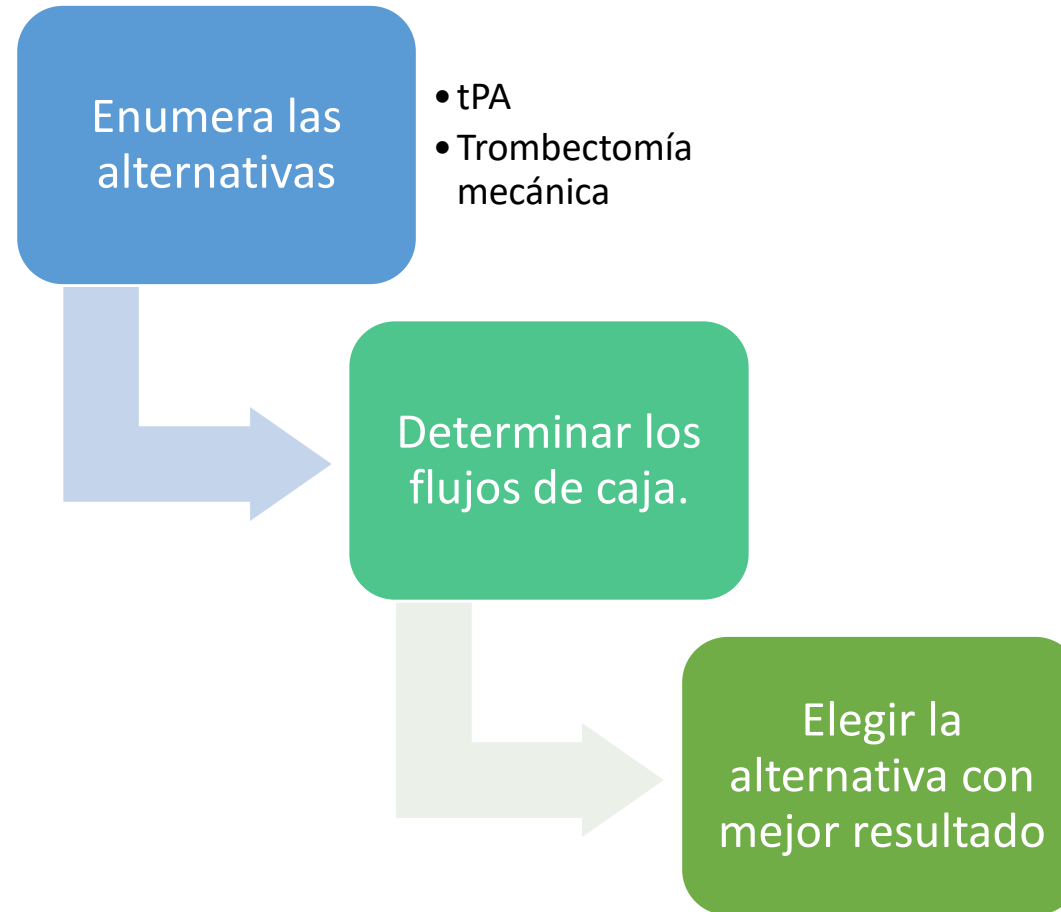 Enumera las
alternativas
• tPA
• Trombectomía
mecánica
Determinar los
flujos de caja.
Elegir la
alternativa con
mejor resultado